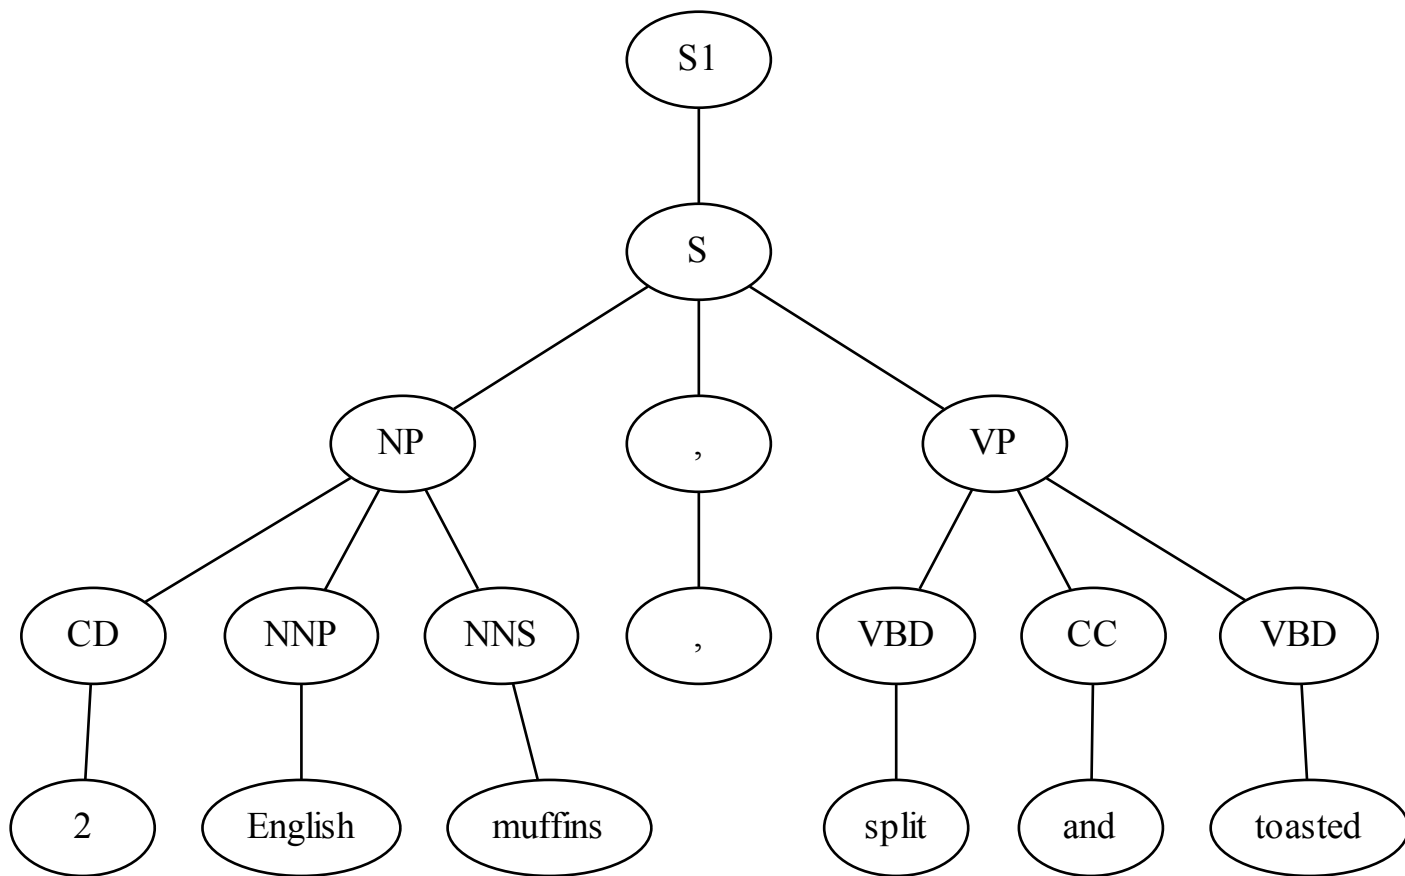 S1
S
NP , VP
CD NNP NNS , VBD CC VBD
2 English muffins split and toasted